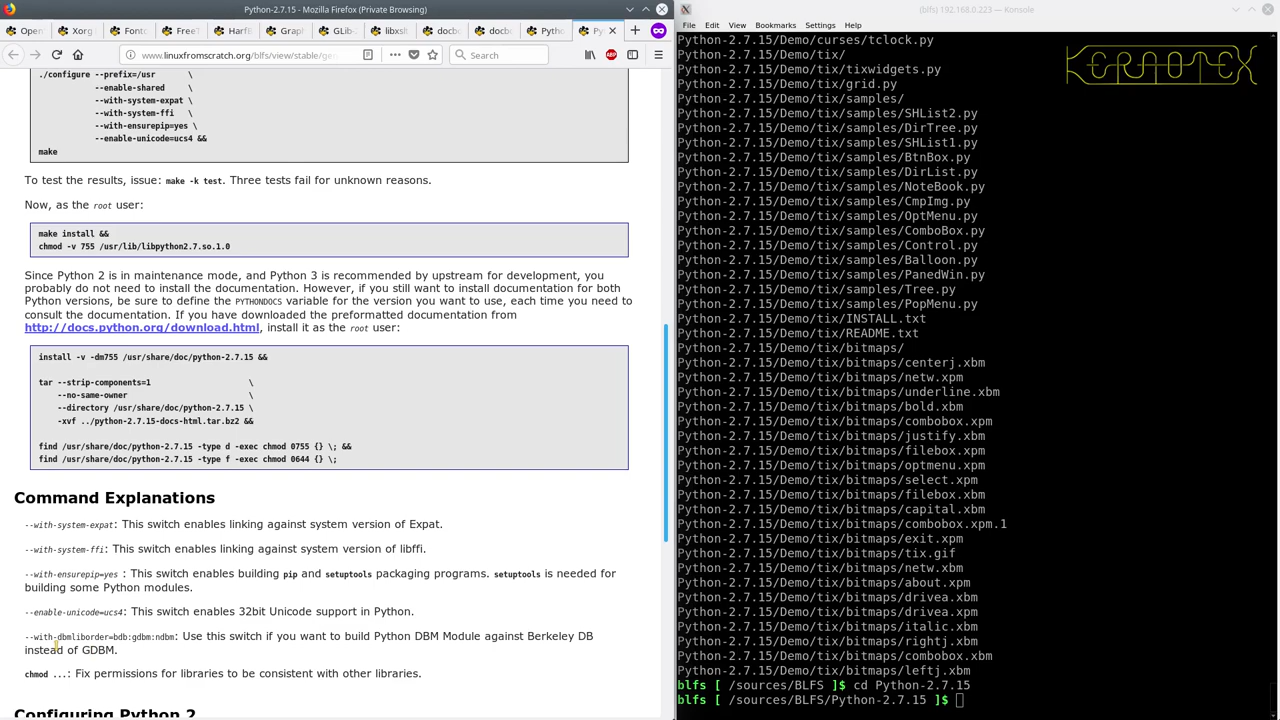 Python-2.7.15 - Mozilla Firefox (Private Browsing)
Open
Xorg
Fonts
FreeT
HarfB
Graph
GLib-
libxsh
docbo
docbo
Pytho
Py
www.linuxfromscratch.org/blfs/view/stable/ge
Search
./configure --prefix=/usr \
--enable-shared \
--with-system-expat \
--with-system-ffi \
--with-ensurepip=yes \
--enable-unicode=ucs4 &&
make
To test the results, issue: make -k test. Three tests fail for unknown reasons.
Now, as the root user:
make install &&
chmod -v 755 /usr/lib/libpython2.7.so.1.0
Since Python 2 is in maintenance mode, and Python 3 is recommended by upstream for development, you
probably do not need to install the documentation. However, if you still want to install documentation for both
Python versions, be sure to define the PYTHONDOCS variable for the version you want to use, each time you need to
consult the documentation. If you have downloaded the preformatted documentation from
http://docs.python.org/download.html, install it as the root user:
install -v -dm755 /usr/share/doc/python-2.7.15 &&
tar --strip-components=1 \
--no-same-owner \
--directory /usr/share/doc/python-2.7.15 \
-xvf ../python-2.7.15-docs-html.tar.bz2 &&
find /usr/share/doc/python-2.7.15 -type d -exec chmod 0755 {} \; &&
find /usr/share/doc/python-2.7.15 -type f -exec chmod 0644 {} \;
Command Explanations
--with-system-expat: This switch enables linking against system version of Expat.
--with-system-ffi: This switch enables linking against system version of libffi.
--with-ensurepip=yes : This switch enables building pip and setuptools packaging programs. setuptools is needed for
building some Python modules.
--enable-unicode=ucs4: This switch enables 32bit Unicode support in Python.
--with-dbmliborder=bdb:gdbm:ndbm: Use this switch if you want to build Python DBM Module against Berkeley DB
instead of GDBM.
chmod ...: Fix permissions for libraries to be consistent with other libraries.
Configuring Python 2
(blfs) 192.168.0.223 — Konsole
File Edit View Bookmarks Settings Help
KERNOTEX
Python-2.7.15/Demo/curses/tclock.py
Python-2.7.15/Demo/tix/
Python-2.7.15/Demo/tix/tixwidgets.py
Python-2.7.15/Demo/tix/grid.py
Python-2.7.15/Demo/tix/samples/
Python-2.7.15/Demo/tix/samples/SHList2.py
Python-2.7.15/Demo/tix/samples/DirTree.py
Python-2.7.15/Demo/tix/samples/SHList1.py
Python-2.7.15/Demo/tix/samples/BtnBox.py
Python-2.7.15/Demo/tix/samples/DirList.py
Python-2.7.15/Demo/tix/samples/NoteBook.py
Python-2.7.15/Demo/tix/samples/CmpImg.py
Python-2.7.15/Demo/tix/samples/OptMenu.py
Python-2.7.15/Demo/tix/samples/ComboBox.py
Python-2.7.15/Demo/tix/samples/Control.py
Python-2.7.15/Demo/tix/samples/Balloon.py
Python-2.7.15/Demo/tix/samples/PanedWin.py
Python-2.7.15/Demo/tix/samples/Tree.py
Python-2.7.15/Demo/tix/samples/PopMenu.py
Python-2.7.15/Demo/tix/INSTALL.txt
Python-2.7.15/Demo/tix/README.txt
Python-2.7.15/Demo/tix/bitmaps/
Python-2.7.15/Demo/tix/bitmaps/centerj.xbm
Python-2.7.15/Demo/tix/bitmaps/netw.xpm
Python-2.7.15/Demo/tix/bitmaps/underline.xbm
Python-2.7.15/Demo/tix/bitmaps/bold.xbm
Python-2.7.15/Demo/tix/bitmaps/combobox.xpm
Python-2.7.15/Demo/tix/bitmaps/justify.xbm
Python-2.7.15/Demo/tix/bitmaps/filebox.xpm
Python-2.7.15/Demo/tix/bitmaps/optmenu.xpm
Python-2.7.15/Demo/tix/bitmaps/select.xpm
Python-2.7.15/Demo/tix/bitmaps/filebox.xbm
Python-2.7.15/Demo/tix/bitmaps/capital.xbm
Python-2.7.15/Demo/tix/bitmaps/combobox.xpm.1
Python-2.7.15/Demo/tix/bitmaps/exit.xpm
Python-2.7.15/Demo/tix/bitmaps/tix.gif
Python-2.7.15/Demo/tix/bitmaps/netw.xbm
Python-2.7.15/Demo/tix/bitmaps/about.xpm
Python-2.7.15/Demo/tix/bitmaps/drivea.xbm
Python-2.7.15/Demo/tix/bitmaps/drivea.xpm
Python-2.7.15/Demo/tix/bitmaps/italic.xbm
Python-2.7.15/Demo/tix/bitmaps/rightj.xbm
Python-2.7.15/Demo/tix/bitmaps/combobox.xbm
Python-2.7.15/Demo/tix/bitmaps/leftj.xbm
blfs [ /sources/BLFS ]$ cd Python-2.7.15
blfs [ /sources/BLFS/Python-2.7.15 ]$